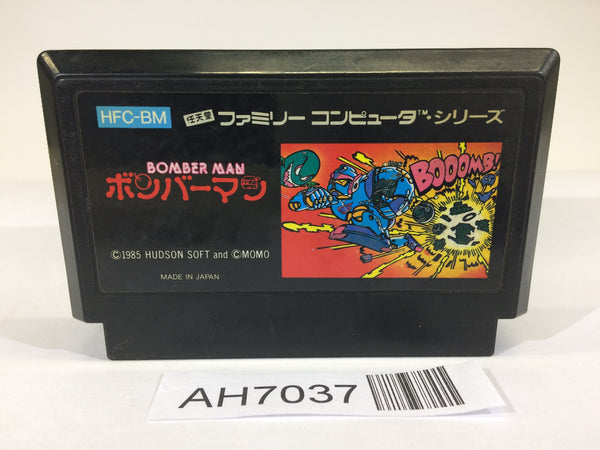 HFC-BM
任天堂 ファミリー コンピュータ™・シリーズ
BOMBER MAN
ボンバーマン
BOOOMB!
©1985 HUDSON SOFT and ©MOMO
MADE IN JAPAN
AH7037